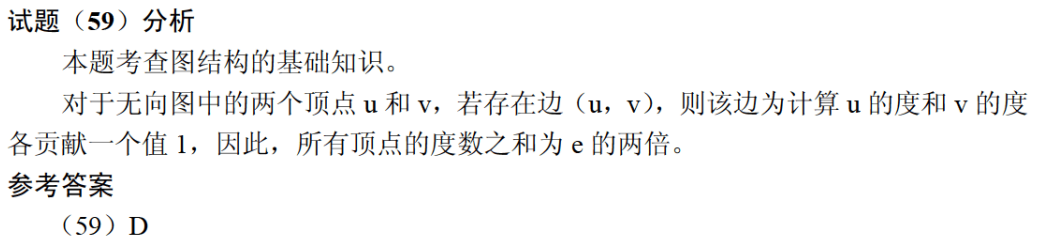 试题（59）分析
本题考查图结构的基础知识。
对于无向图中的两个顶点 u 和 v，若存在边（u，v），则该边为计算 u 的度和 v 的度
各贡献一个值 1，因此，所有顶点的度数之和为 e 的两倍。
参考答案
（59）D